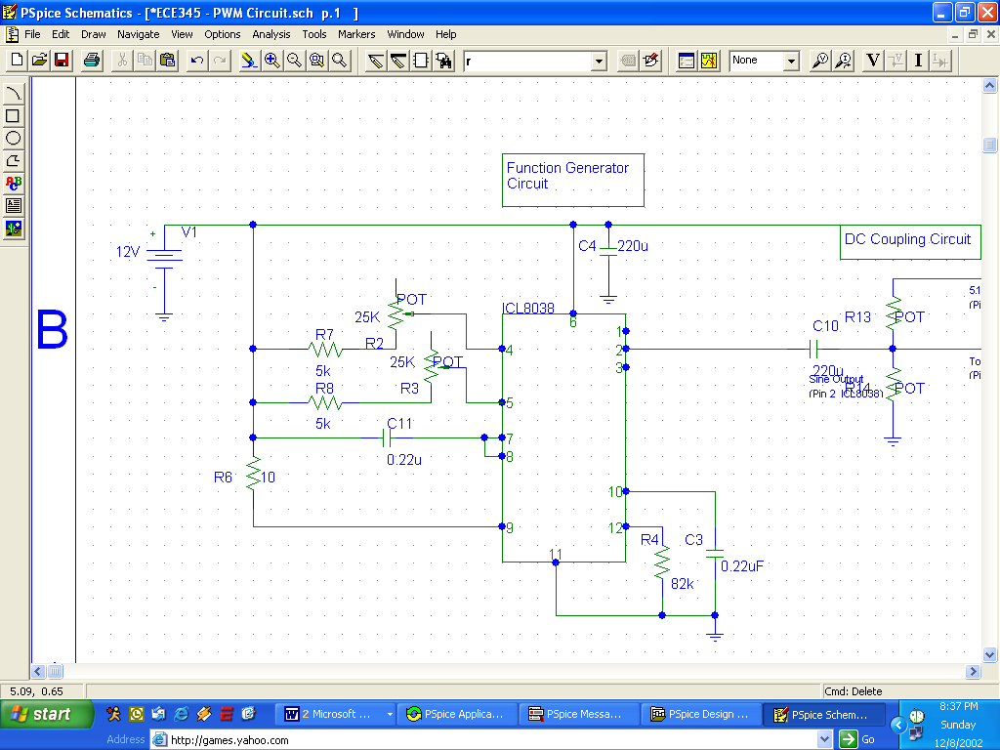 PSpice Schematics - [*ECE345 - PWM Circuit.sch p.1 ]
File Edit Draw Navigate View Options Analysis Tools Markers Window Help
r
None
V V I
ABC
B
Function Generator
Circuit
DC Coupling Circuit
+ V1
12V
-
C4 220u
POT
25K
R2
ICL8038
6
1
2
3
4
R7
5k
25K POT
R3
R8
5k
5
C11
0.22u
7
8
R6 10
9
10
12
11
R4
82k
C3
0.22uF
C10
220u
Sine Output
(Pin 2 ICL8038)
R13 POT
R14 POT
5.1
(Pi
To
(Pi
5.09, 0.65
Cmd: Delete
start
2 Microsoft ...
PSpice Applica...
PSpice Messa...
PSpice Design ...
PSpice Schem...
8:37 PM
Sunday
12/8/2002
Address http://games.yahoo.com
Go